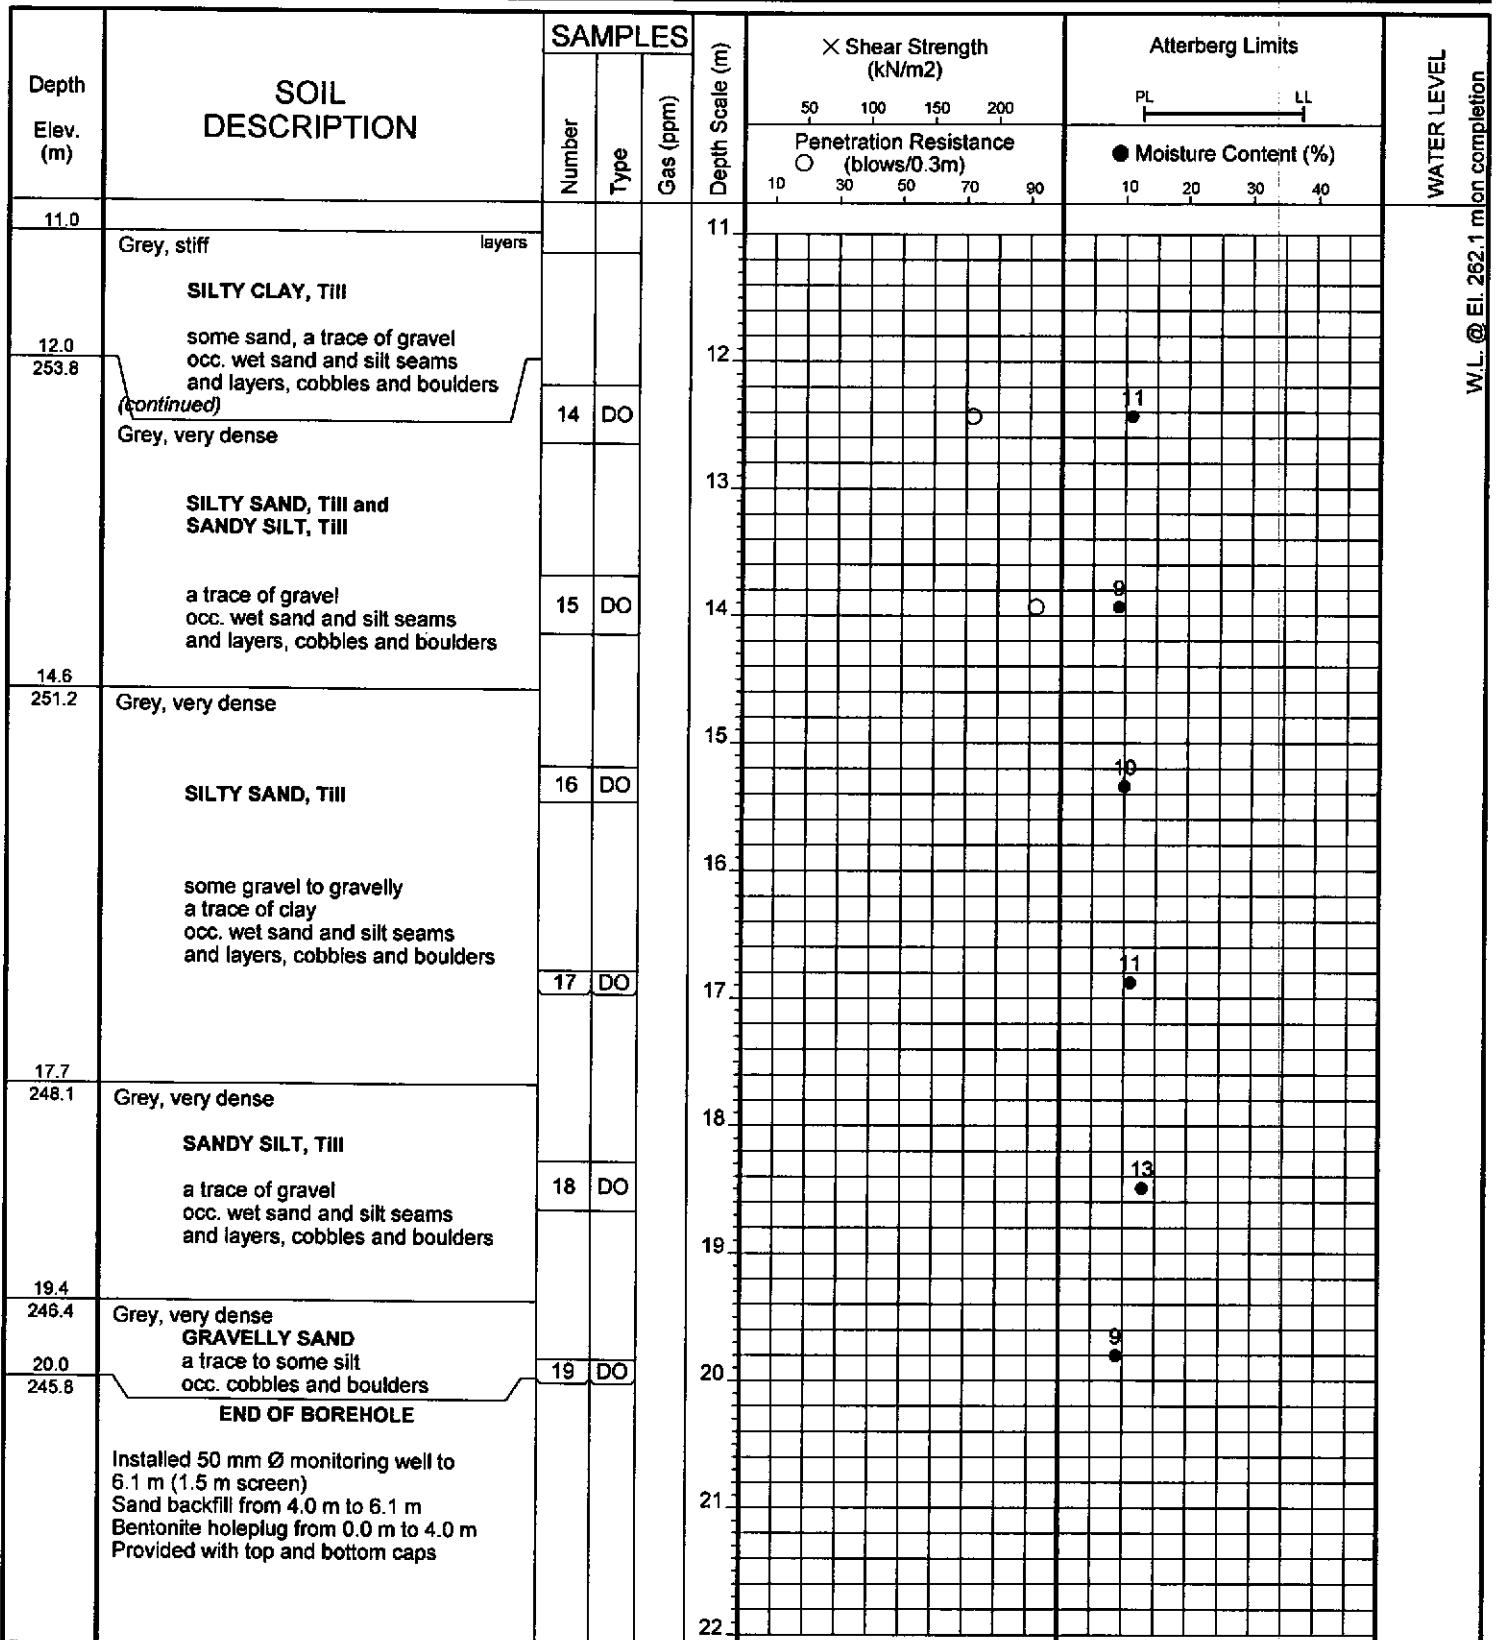 Depth
Elev.
(m)
SOIL
DESCRIPTION
SAMPLES
Number
Type
Gas (ppm)
Depth Scale (m)
× Shear Strength
(kN/m2)
50 100 150 200
Penetration Resistance
(blows/0.3m)
10 30 50 70 90
Atterberg Limits
PL LL
● Moisture Content (%)
10 20 30 40
WATER LEVEL
W.L. @ El. 262.1 m on completion
11.0
11
Grey, stiff layers
SILTY CLAY, Till
some sand, a trace of gravel
12.0
occ. wet sand and silt seams
12
253.8
and layers, cobbles and boulders
(continued)
14 DO
11
Grey, very dense
13
SILTY SAND, Till and
SANDY SILT, Till
a trace of gravel
9
15 DO
14
occ. wet sand and silt seams
and layers, cobbles and boulders
14.6
251.2
Grey, very dense
15
10
16 DO
SILTY SAND, Till
16
some gravel to gravelly
a trace of clay
occ. wet sand and silt seams
and layers, cobbles and boulders
11
17 DO
17
17.7
248.1
Grey, very dense
18
SANDY SILT, Till
13
18 DO
a trace of gravel
occ. wet sand and silt seams
and layers, cobbles and boulders
19
19.4
246.4
Grey, very dense
GRAVELLY SAND
9
20.0
a trace to some silt
19 DO
20
245.8
occ. cobbles and boulders
END OF BOREHOLE
Installed 50 mm Ø monitoring well to
6.1 m (1.5 m screen)
Sand backfill from 4.0 m to 6.1 m
21
Bentonite holeplug from 0.0 m to 4.0 m
Provided with top and bottom caps
22